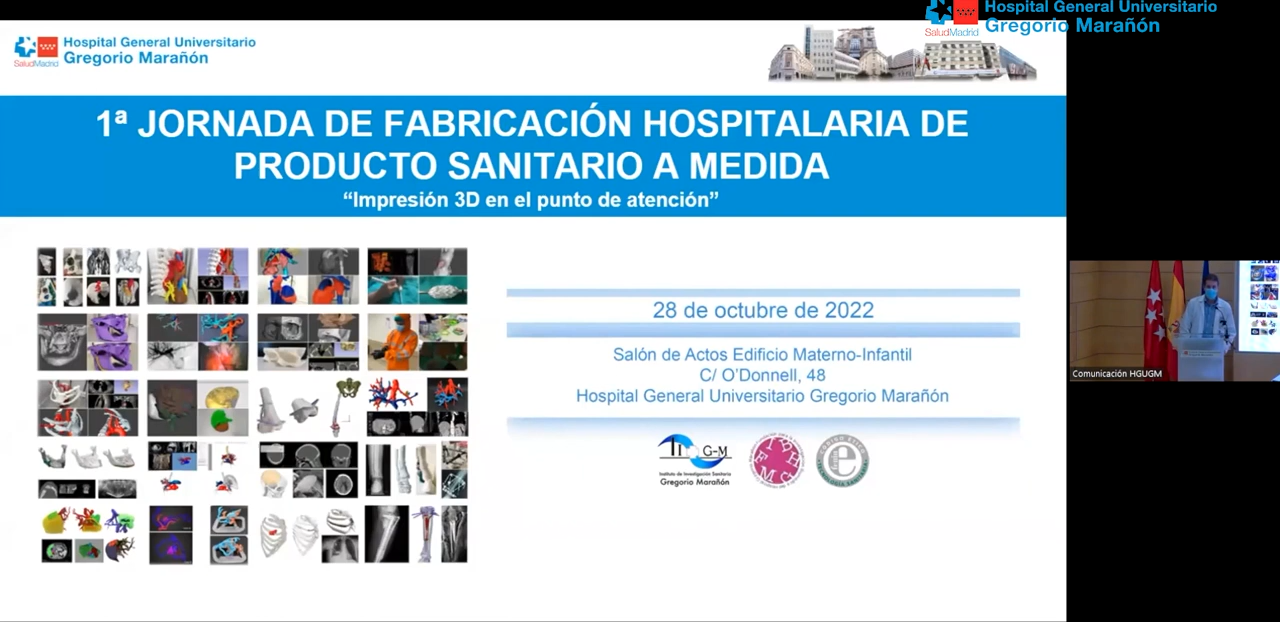 Hospital General Universitario
Gregorio Marañón
SaludMadrid
Hospital General Universitario
Gregorio Marañón
SaludMadrid
1ª JORNADA DE FABRICACIÓN HOSPITALARIA DE
PRODUCTO SANITARIO A MEDIDA
“Impresión 3D en el punto de atención”
28 de octubre de 2022
Salón de Actos Edificio Materno-Infantil
C/ O’Donnell, 48
Hospital General Universitario Gregorio Marañón
G-M
Instituto de Investigación Sanitaria
Gregorio Marañón
Comunicación HGUGM